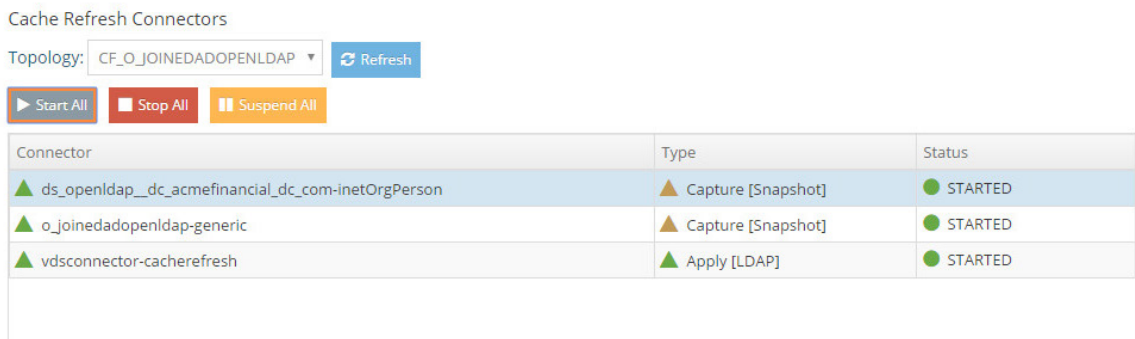 Cache Refresh Connectors
Topology: CF_O_JOINEDADOPENLDAP Refresh
Start All Stop All Suspend All
Connector Type Status
ds_openldap__dc_acmefinancial_dc_com-inetOrgPerson Capture [Snapshot] STARTED
o_joinedadopenldap-generic Capture [Snapshot] STARTED
vdsconnector-cacherefresh Apply [LDAP] STARTED